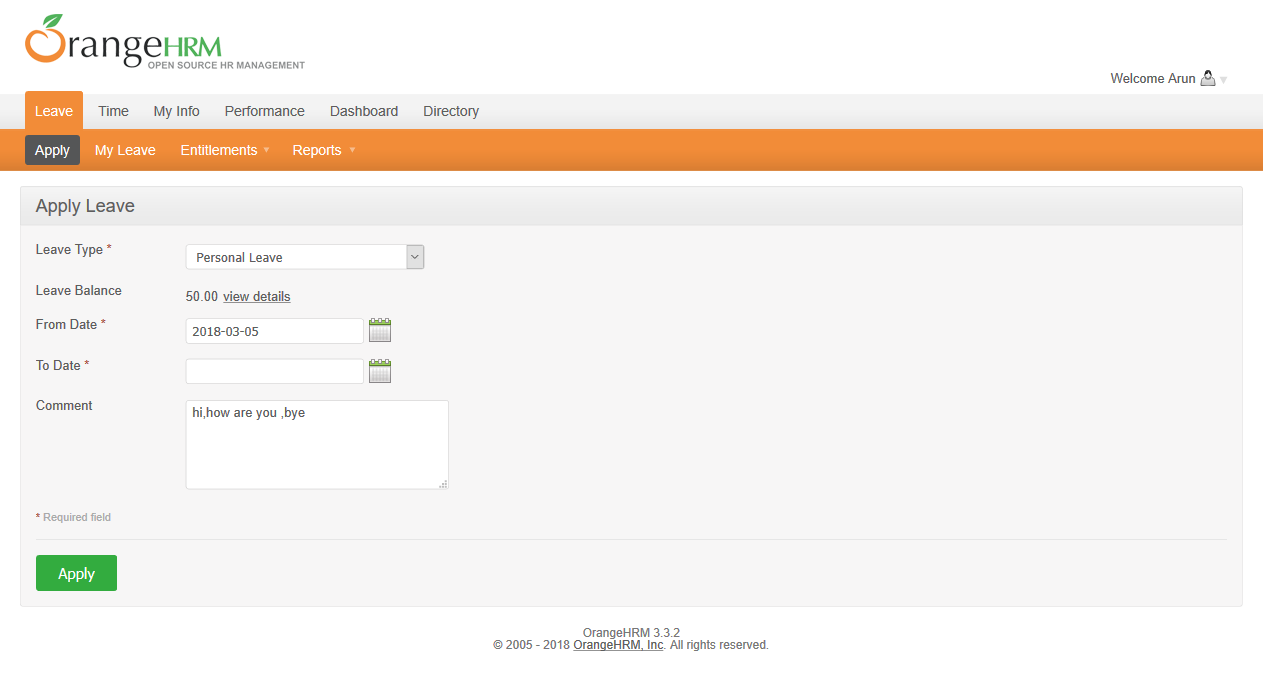 OrangeHRM
OPEN SOURCE HR MANAGEMENT
Welcome Arun
Leave Time My Info Performance Dashboard Directory
Apply My Leave Entitlements Reports
Apply Leave
Leave Type * Personal Leave
Leave Balance 50.00 view details
From Date * 2018-03-05
To Date *
Comment hi,how are you ,bye
* Required field
Apply
OrangeHRM 3.3.2
© 2005 - 2018 OrangeHRM, Inc. All rights reserved.